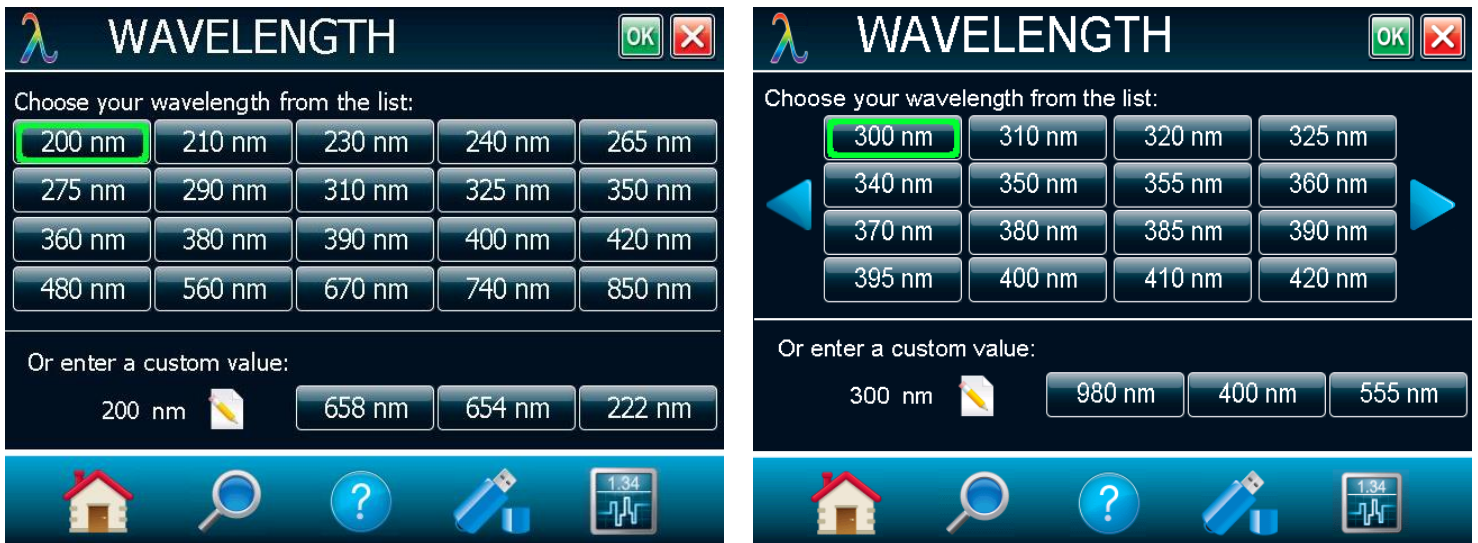 λ WAVELENGTH OK
Choose your wavelength from the list:
200 nm 210 nm 230 nm 240 nm 265 nm
275 nm 290 nm 310 nm 325 nm 350 nm
360 nm 380 nm 390 nm 400 nm 420 nm
480 nm 560 nm 670 nm 740 nm 850 nm
Or enter a custom value:
200 nm 658 nm 654 nm 222 nm
?
1.34
λ WAVELENGTH OK
Choose your wavelength from the list:
300 nm 310 nm 320 nm 325 nm
340 nm 350 nm 355 nm 360 nm
370 nm 380 nm 385 nm 390 nm
395 nm 400 nm 410 nm 420 nm
Or enter a custom value:
300 nm 980 nm 400 nm 555 nm
?
1.34